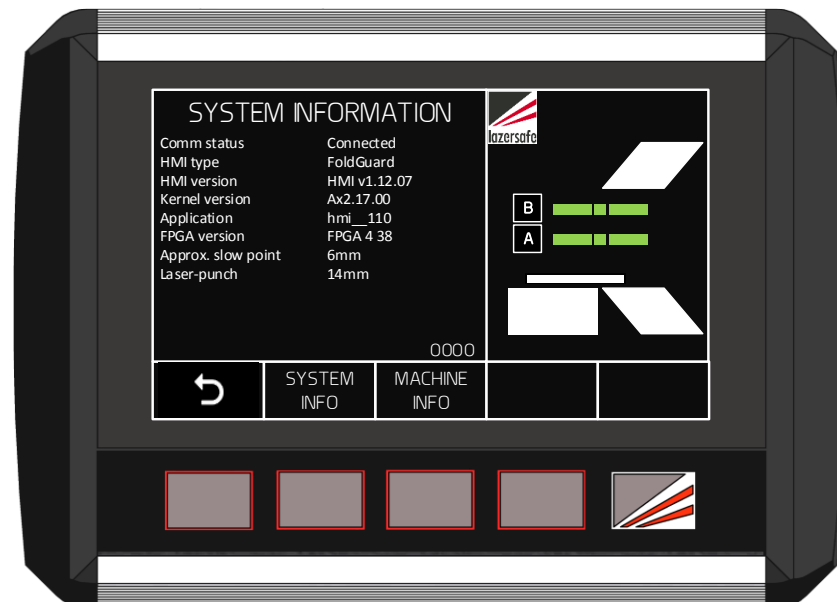 SYSTEM INFORMATION
Comm status Connected
HMI type FoldGuard
HMI version HMI v1.12.07
Kernel version Ax2.17.00
Application hmi__110
FPGA version FPGA 4 38
Approx. slow point 6mm
Laser-punch 14mm
0000
lazersafe
B
A
SYSTEM INFO
MACHINE INFO